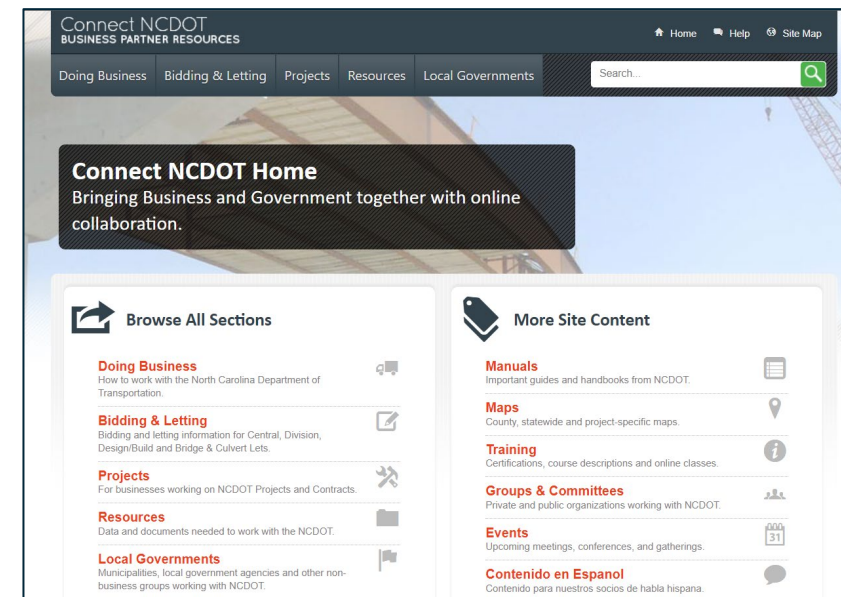 Connect NCDOT
BUSINESS PARTNER RESOURCES
Home
Help
Site Map
Doing Business
Bidding & Letting
Projects
Resources
Local Governments
Search...
Connect NCDOT Home
Bringing Business and Government together with online
collaboration.
Browse All Sections
Doing Business
How to work with the North Carolina Department of
Transportation.
Bidding & Letting
Bidding and letting information for Central, Division,
Design/Build and Bridge & Culvert Lets.
Projects
For businesses working on NCDOT Projects and Contracts.
Resources
Data and documents needed to work with the NCDOT.
Local Governments
Municipalities, local government agencies and other non-
business groups working with NCDOT.
More Site Content
Manuals
Important guides and handbooks from NCDOT.
Maps
County, statewide and project-specific maps.
Training
Certifications, course descriptions and online classes.
Groups & Committees
Private and public organizations working with NCDOT.
Events
Upcoming meetings, conferences, and gatherings.
31
Contenido en Espanol
Contenido para nuestros socios de habla hispana.